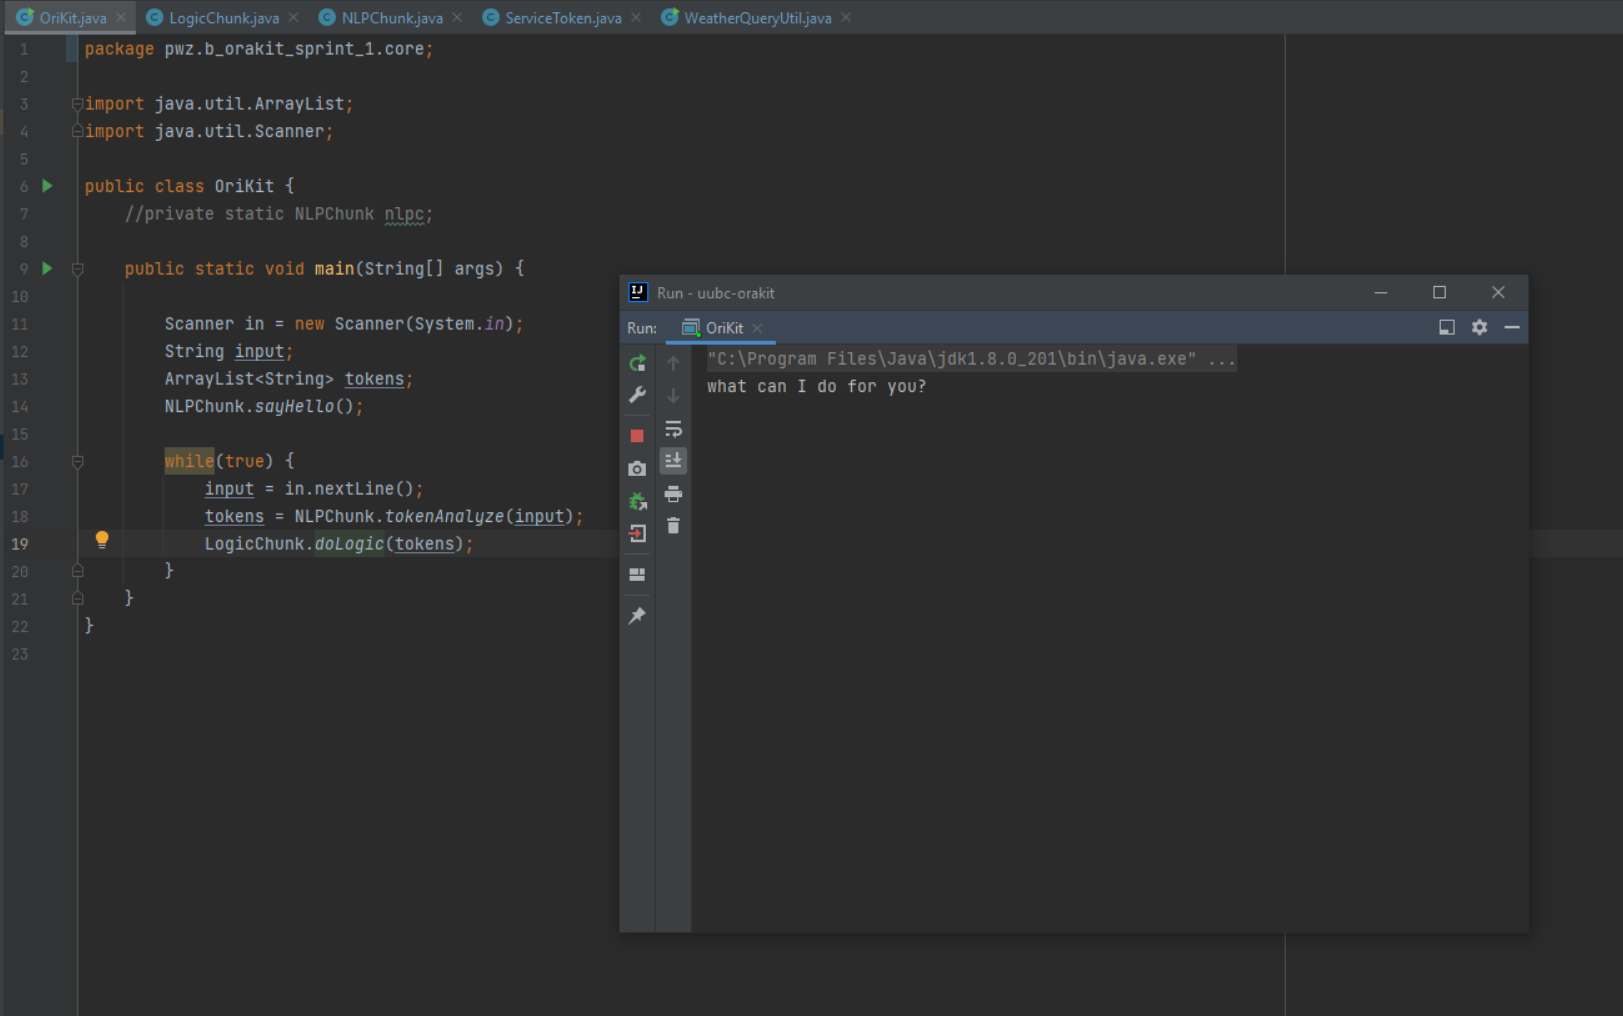 OriKit.java LogicChunk.java NLPChunk.java ServiceToken.java WeatherQueryUtil.java
1 package pwz.b_orakit_sprint_1.core;
2
3 import java.util.ArrayList;
4 import java.util.Scanner;
5
6 public class OriKit {
7 //private static NLPChunk nlpc;
8
9 public static void main(String[] args) {
10
11 Scanner in = new Scanner(System.in);
12 String input;
13 ArrayList<String> tokens;
14 NLPChunk.sayHello();
15
16 while(true) {
17 input = in.nextLine();
18 tokens = NLPChunk.tokenAnalyze(input);
19 LogicChunk.doLogic(tokens);
20 }
21 }
22 }
23
IJ Run - uubc-orakit
Run: OriKit
"C:\Program Files\Java\jdk1.8.0_201\bin\java.exe" ...
what can I do for you?